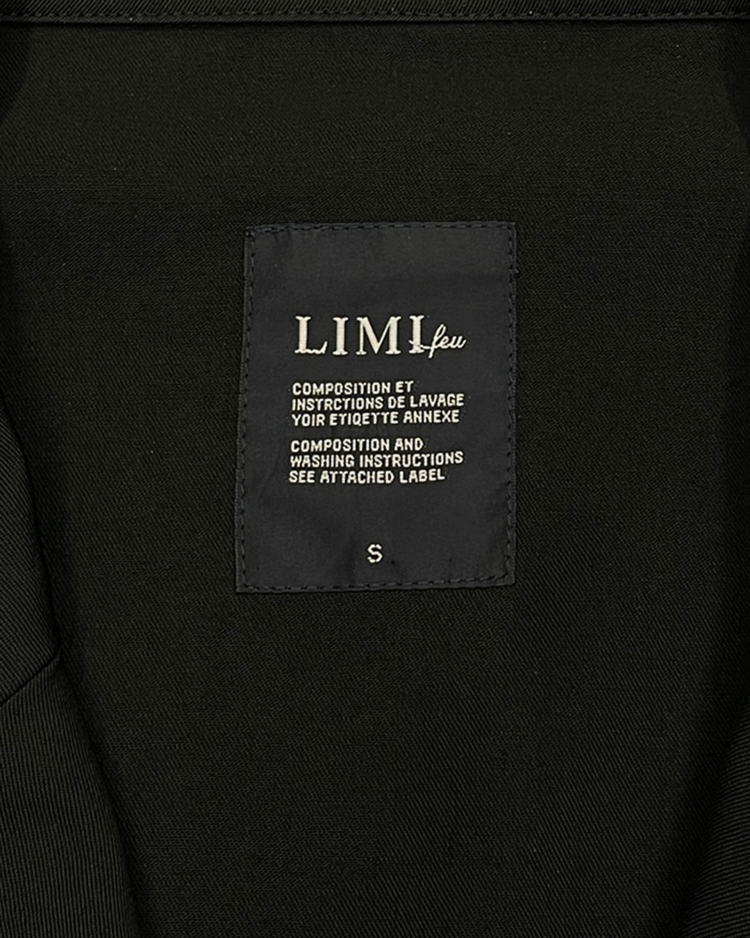 LIMI feu
COMPOSITION ET
INSTRCTIONS DE LAVAGE
YOIR ETIQETTE ANNEXE
COMPOSITION AND
WASHING INSTRUCTIONS
SEE ATTACHED LABEL
S